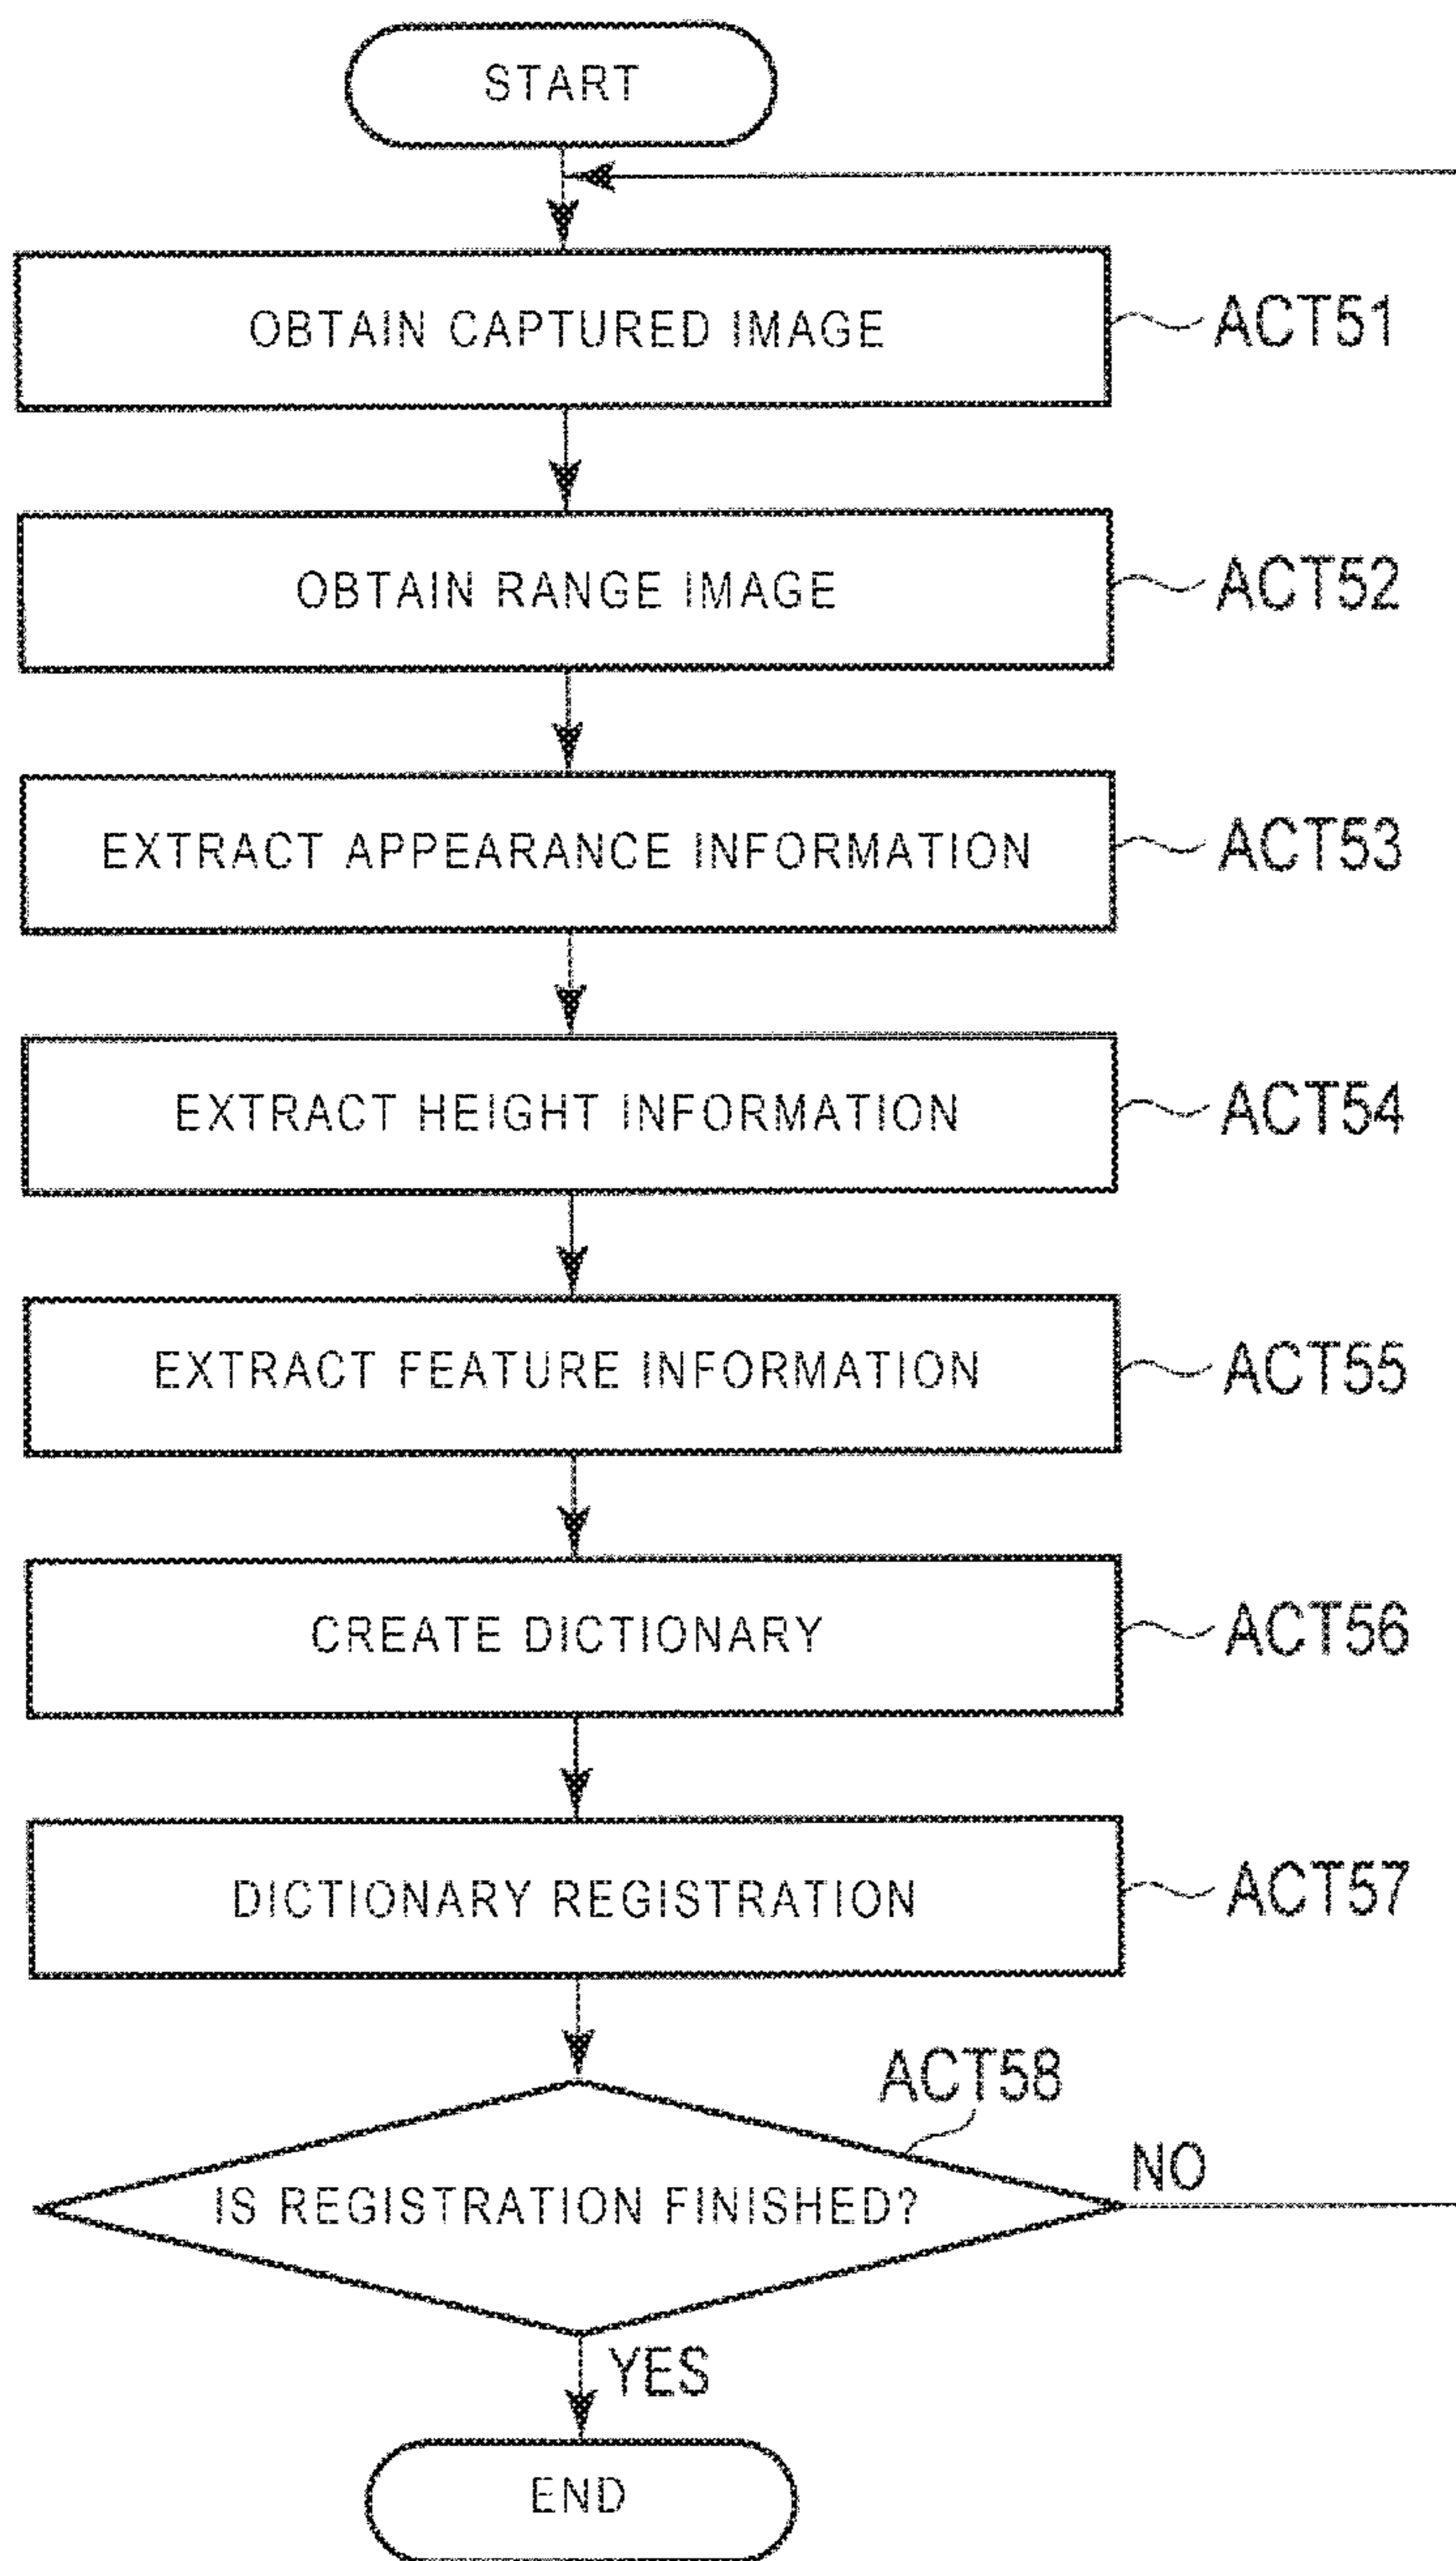 START
OBTAIN CAPTURED IMAGE
ACT51
OBTAIN RANGE IMAGE
ACT52
EXTRACT APPEARANCE INFORMATION
ACT53
EXTRACT HEIGHT INFORMATION
ACT54
EXTRACT FEATURE INFORMATION
ACT55
CREATE DICTIONARY
ACT56
DICTIONARY REGISTRATION
ACT57
ACT58
IS REGISTRATION FINISHED?
NO
YES
END